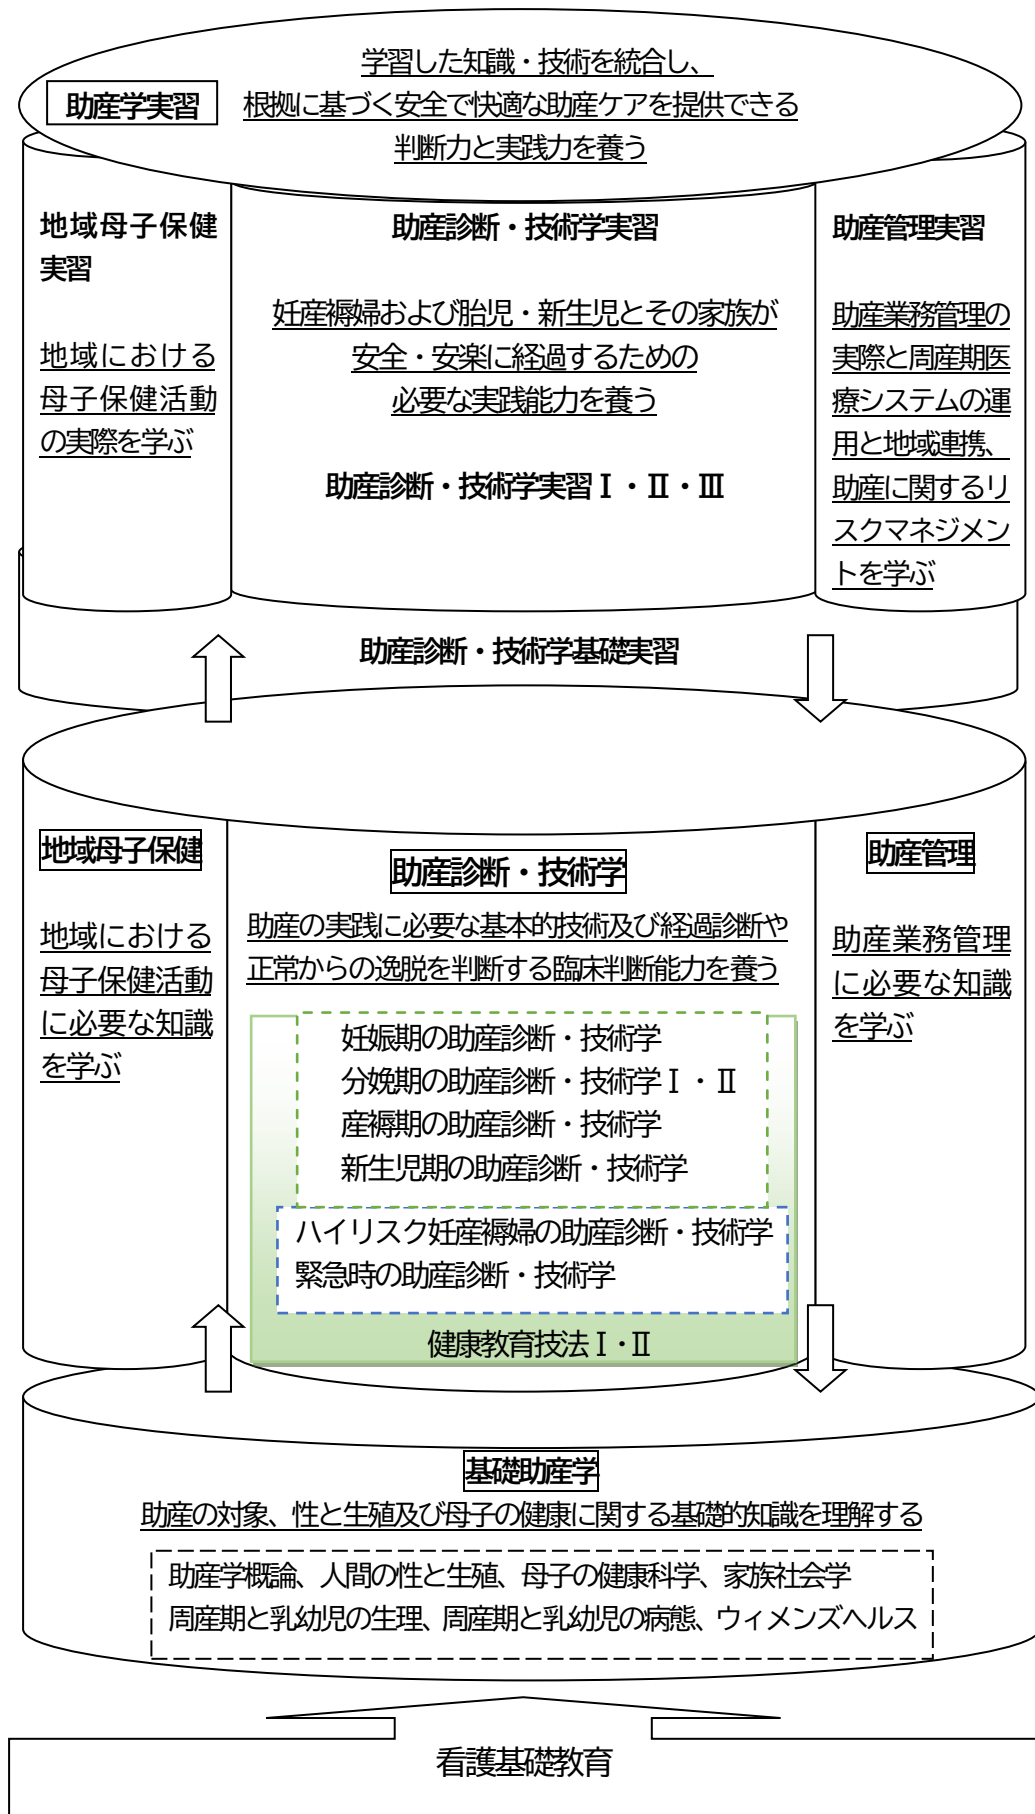 学習した知識・技術を統合し、
助産学実習
根拠に基づく安全で快適な助産ケアを提供できる
判断力と実践力を養う
地域母子保健
実習
地域における
母子保健活動
の実際を学ぶ
助産診断・技術学実習
妊産褥婦および胎児・新生児とその家族が
安全・安楽に経過するための
必要な実践能力を養う
助産診断・技術学実習Ⅰ・Ⅱ・Ⅲ
助産管理実習
助産業務管理の
実際と周産期医
療システムの運
用と地域連携、
助産に関するリ
スクマネジメン
トを学ぶ
助産診断・技術学基礎実習
地域母子保健
地域における
母子保健活動
に必要な知識
を学ぶ
助産診断・技術学
助産の実践に必要な基本的技術及び経過診断や
正常からの逸脱を判断する臨床判断能力を養う
妊娠期の助産診断・技術学
分娩期の助産診断・技術学Ⅰ・Ⅱ
産褥期の助産診断・技術学
新生児期の助産診断・技術学
ハイリスク妊産褥婦の助産診断・技術学
緊急時の助産診断・技術学
健康教育技法Ⅰ・Ⅱ
助産管理
助産業務管理
に必要な知識
を学ぶ
基礎助産学
助産の対象、性と生殖及び母子の健康に関する基礎的知識を理解する
助産学概論、人間の性と生殖、母子の健康科学、家族社会学
周産期と乳幼児の生理、周産期と乳幼児の病態、ウィメンズヘルス
看護基礎教育